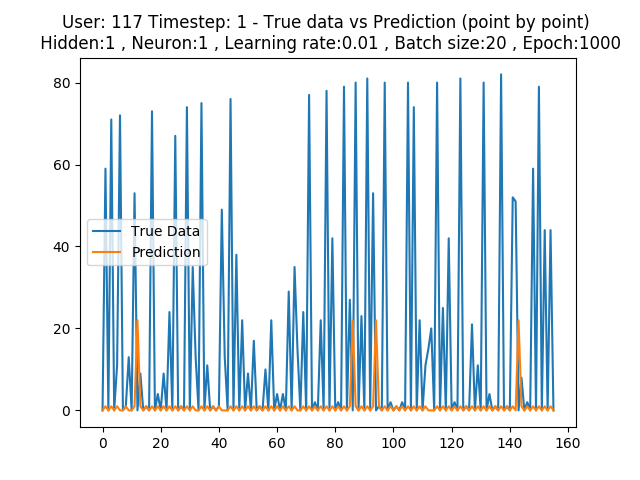 User: 117 Timestep: 1 - True data vs Prediction (point by point)
Hidden:1 , Neuron:1 , Learning rate:0.01 , Batch size:20 , Epoch:1000
80
60
40
20
0
True Data
Prediction
0 20 40 60 80 100 120 140 160